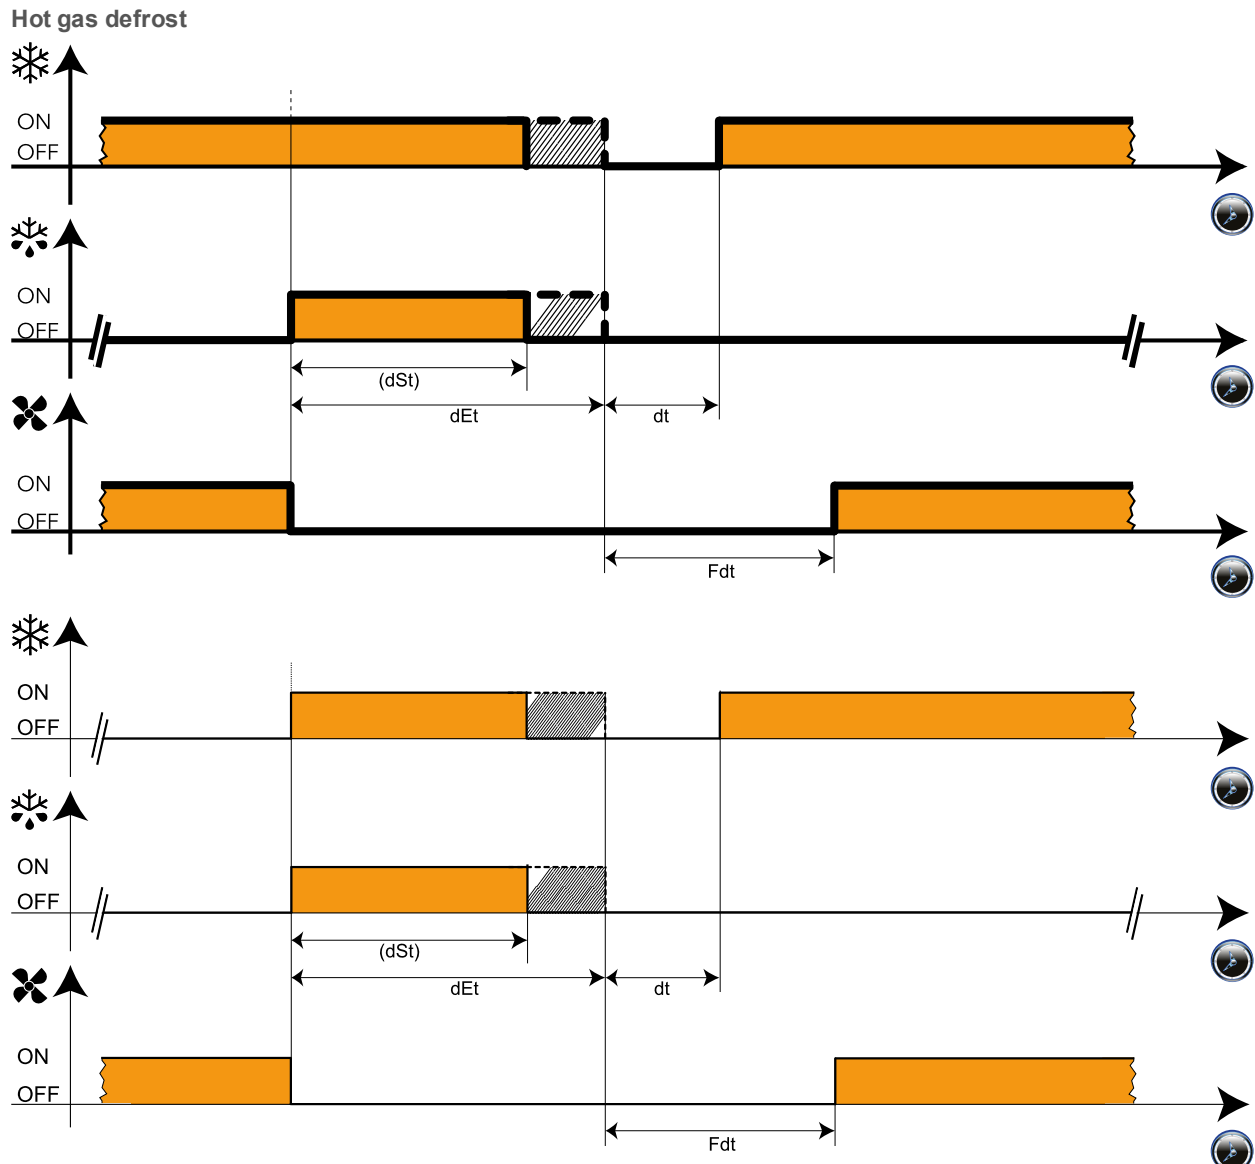 Hot gas defrost
ON
OFF
ON
OFF
(dSt)
dEt
dt
ON
OFF
Fdt
ON
OFF
ON
OFF
(dSt)
dEt
dt
ON
OFF
Fdt